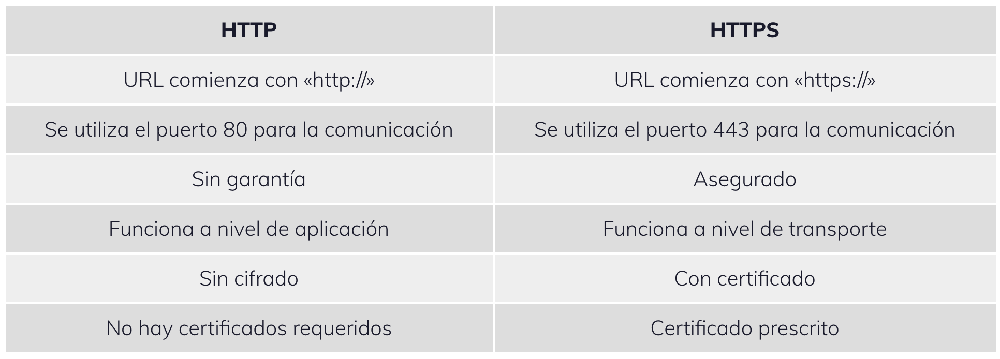 HTTP
HTTPS
URL comienza con «http://»
URL comienza con «https://»
Se utiliza el puerto 80 para la comunicación
Se utiliza el puerto 443 para la comunicación
Sin garantía
Asegurado
Funciona a nivel de aplicación
Funciona a nivel de transporte
Sin cifrado
Con certificado
No hay certificados requeridos
Certificado prescrito